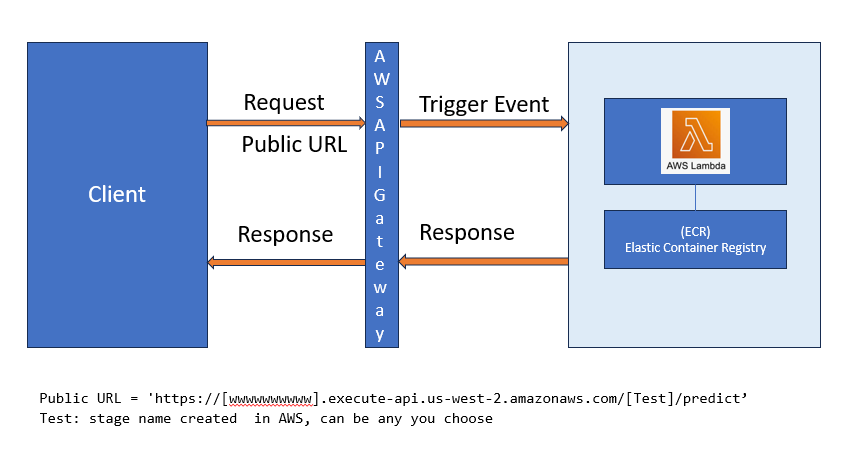 Client
Request
Public URL
Response
AWS API Gateway
Trigger Event
Response
AWS Lambda
(ECR)
Elastic Container Registry
Public URL = 'https://[wwwwwwwwww].execute-api.us-west-2.amazonaws.com/[Test]/predict’
Test: stage name created  in AWS, can be any you choose